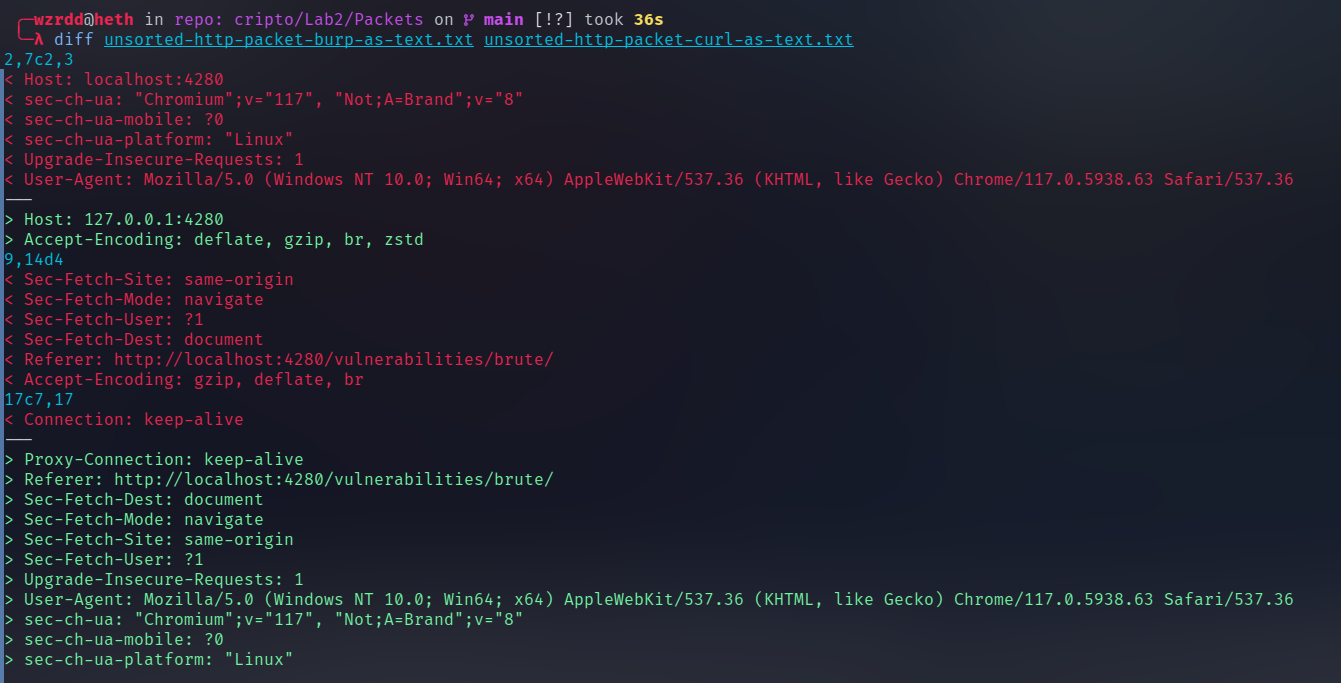 wzrdd@heth in repo: cripto/Lab2/Packets on main [!?] took 36s
λ diff unsorted-http-packet-burp-as-text.txt unsorted-http-packet-curl-as-text.txt
2,7c2,3
< Host: localhost:4280
< sec-ch-ua: "Chromium";v="117", "Not;A=Brand";v="8"
< sec-ch-ua-mobile: ?0
< sec-ch-ua-platform: "Linux"
< Upgrade-Insecure-Requests: 1
< User-Agent: Mozilla/5.0 (Windows NT 10.0; Win64; x64) AppleWebKit/537.36 (KHTML, like Gecko) Chrome/117.0.5938.63 Safari/537.36
---
> Host: 127.0.0.1:4280
> Accept-Encoding: deflate, gzip, br, zstd
9,14d4
< Sec-Fetch-Site: same-origin
< Sec-Fetch-Mode: navigate
< Sec-Fetch-User: ?1
< Sec-Fetch-Dest: document
< Referer: http://localhost:4280/vulnerabilities/brute/
< Accept-Encoding: gzip, deflate, br
17c7,17
< Connection: keep-alive
---
> Proxy-Connection: keep-alive
> Referer: http://localhost:4280/vulnerabilities/brute/
> Sec-Fetch-Dest: document
> Sec-Fetch-Mode: navigate
> Sec-Fetch-Site: same-origin
> Sec-Fetch-User: ?1
> Upgrade-Insecure-Requests: 1
> User-Agent: Mozilla/5.0 (Windows NT 10.0; Win64; x64) AppleWebKit/537.36 (KHTML, like Gecko) Chrome/117.0.5938.63 Safari/537.36
> sec-ch-ua: "Chromium";v="117", "Not;A=Brand";v="8"
> sec-ch-ua-mobile: ?0
> sec-ch-ua-platform: "Linux"